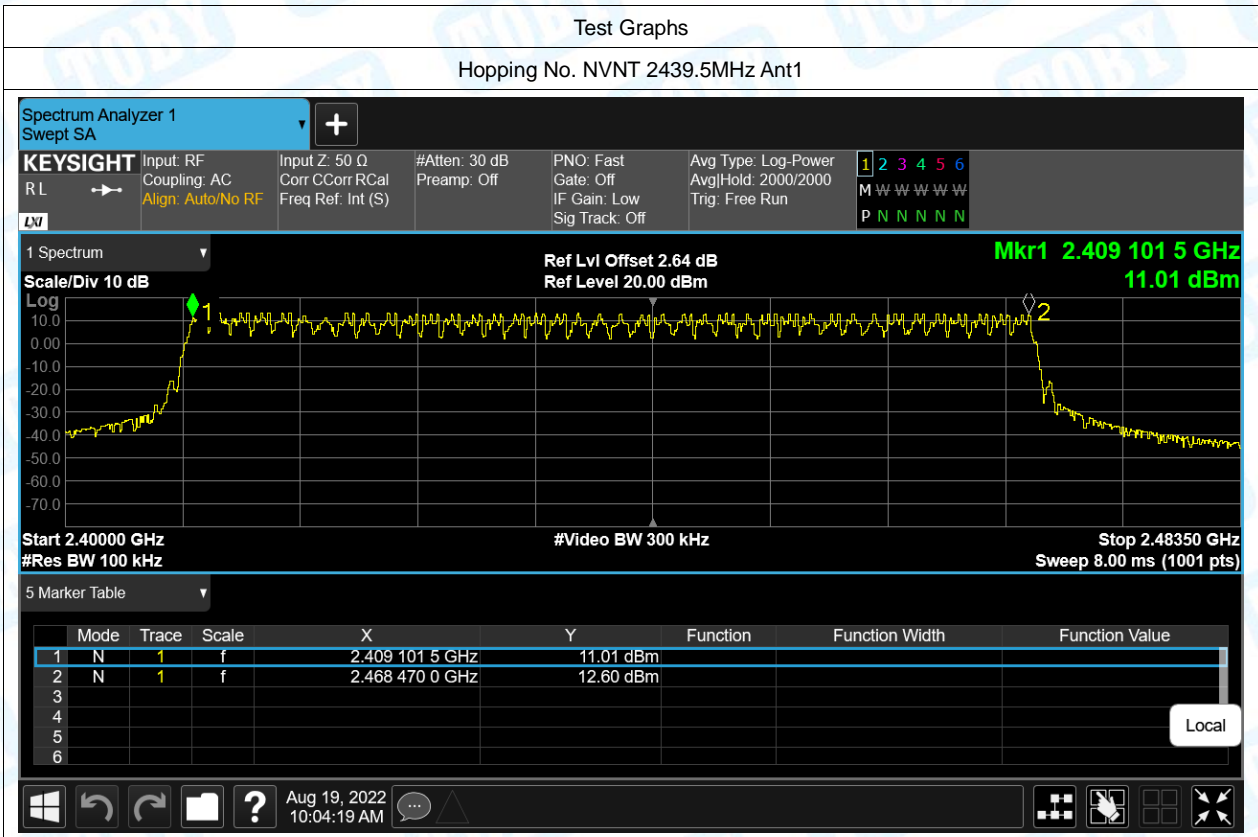 Test Graphs
Hopping No. NVNT 2439.5MHz Ant1
Spectrum Analyzer 1
Swept SA
KEYSIGHT
RL
LXI
Input: RF
Coupling: AC
Align: Auto/No RF
Input Z: 50 Ω
Corr CCorr RCal
Freq Ref: Int (S)
#Atten: 30 dB
Preamp: Off
PNO: Fast
Gate: Off
IF Gain: Low
Sig Track: Off
Avg Type: Log-Power
Avg|Hold: 2000/2000
Trig: Free Run
1 2 3 4 5 6
M W W W W W W
P N N N N N
1 Spectrum
Scale/Div 10 dB
Ref Lvl Offset 2.64 dB
Ref Level 20.00 dBm
Mkr1 2.409 101 5 GHz
11.01 dBm
Log
10.0
0.00
-10.0
-20.0
-30.0
-40.0
-50.0
-60.0
-70.0
1
2
Start 2.40000 GHz
#Video BW 300 kHz
Stop 2.48350 GHz
#Res BW 100 kHz
Sweep 8.00 ms (1001 pts)
5 Marker Table
Mode Trace Scale X Y Function Function Width Function Value
1 N 1 f 2.409 101 5 GHz 11.01 dBm
2 N 1 f 2.468 470 0 GHz 12.60 dBm
3
4
5
6
Local
?
Aug 19, 2022
10:04:19 AM
TOBY